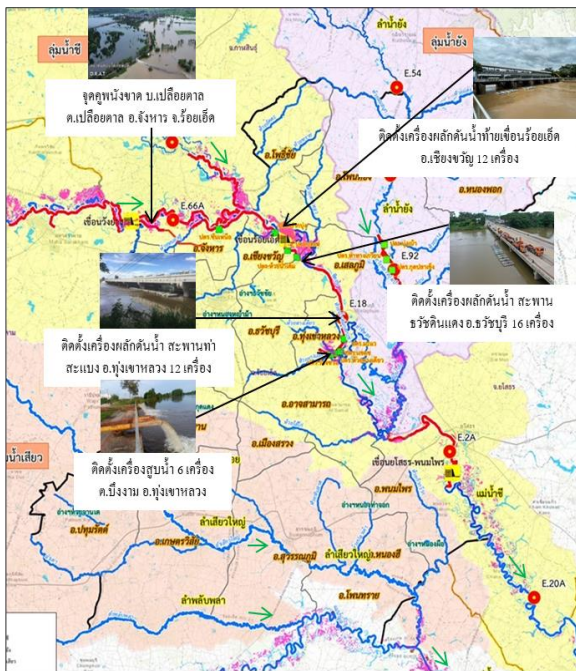 ลุ่มน้ำชี
ลำน้ำยัง
ลุ่มน้ำยัง
จ.กาฬสินธุ์
E.54
จุดคูพนังขาด บ.เปลือยตาล
ต.เปลือยตาล อ.จังหาร จ.ร้อยเอ็ด
ติดตั้งเครื่องผลักดันน้ำท้ายเขื่อนร้อยเอ็ด
อ.เชียงขวัญ 12 เครื่อง
อ.โพธิ์ชัย
อ.หนองพอก
E.66A
ลำน้ำยัง
เขื่อนวังยาง
เขื่อนร้อยเอ็ด
อ.จังหาร
อ.เชียงขวัญ
อ.เสลภูมิ
E.92
E.18
ติดตั้งเครื่องผลักดันน้ำ สะพาน
ธวัชดินแดง อ.ธวัชบุรี 16 เครื่อง
อ.ธวัชบุรี
อ.ทุ่งเขาหลวง
ติดตั้งเครื่องผลักดันน้ำ สะพานท่า
สะแบง อ.ทุ่งเขาหลวง 12 เครื่อง
จ.ยโสธร
อ.อาจสามารถ
อ.เมืองสรวง
E.2A
ติดตั้งเครื่องสูบน้ำ 6 เครื่อง
ต.บึงงาม อ.ทุ่งเขาหลวง
เขื่อนยโสธร-พนมไพร
อ.พนมไพร
แม่น้ำชี
ลำเสียวใหญ่
อ.ปทุมรัตต์
อ.เกษตรวิสัย
อ.สุวรรณภูมิ
ลำเสียวใหญ่
อ.หนองฮี
E.20A
ลำพลับพลา
อ.โพนทราย